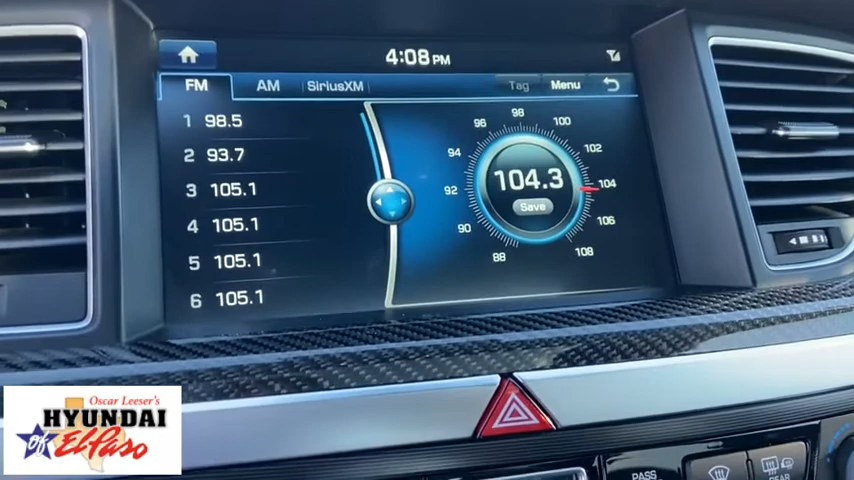 4:08 PM
FM AM SiriusXM Tag Menu
1 98.5
2 93.7
3 105.1
4 105.1
5 105.1
6 105.1
88 90 92 94 96 98 100 102 104 106 108
104.3
Save
Oscar Leeser's
HYUNDAI
of El Paso
PASS
REAR